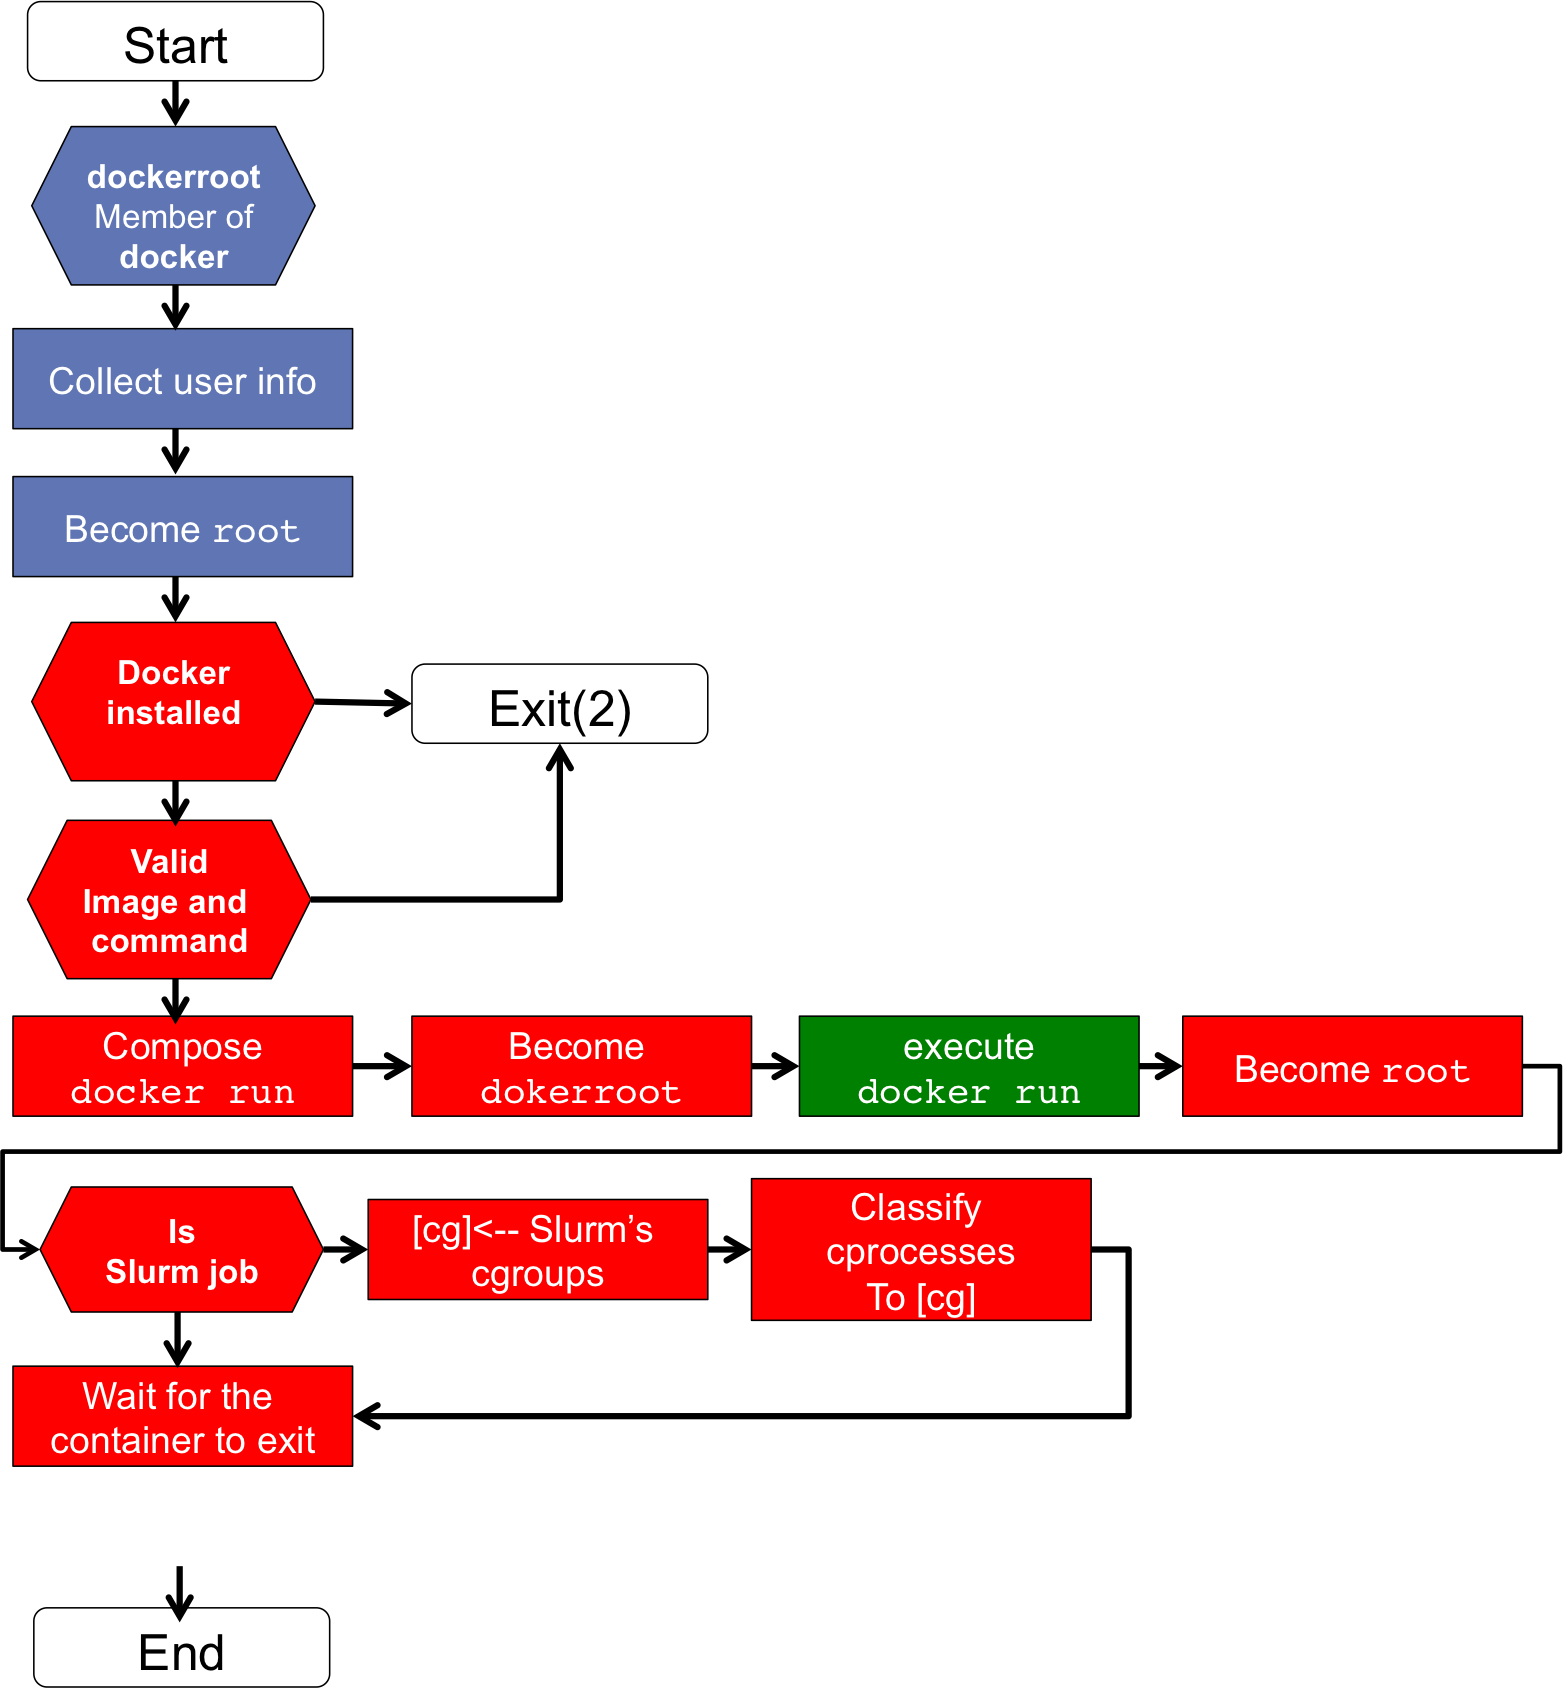 Start
dockerroot
Member of
docker
Collect user info
Become root
Docker
installed
Exit(2)
Valid
Image and
command
Compose
docker run
Become
dokerroot
execute
docker run
Become root
Is
Slurm job
[cg]<-- Slurm’s
cgroups
Classify
cprocesses
To [cg]
Wait for the
container to exit
End